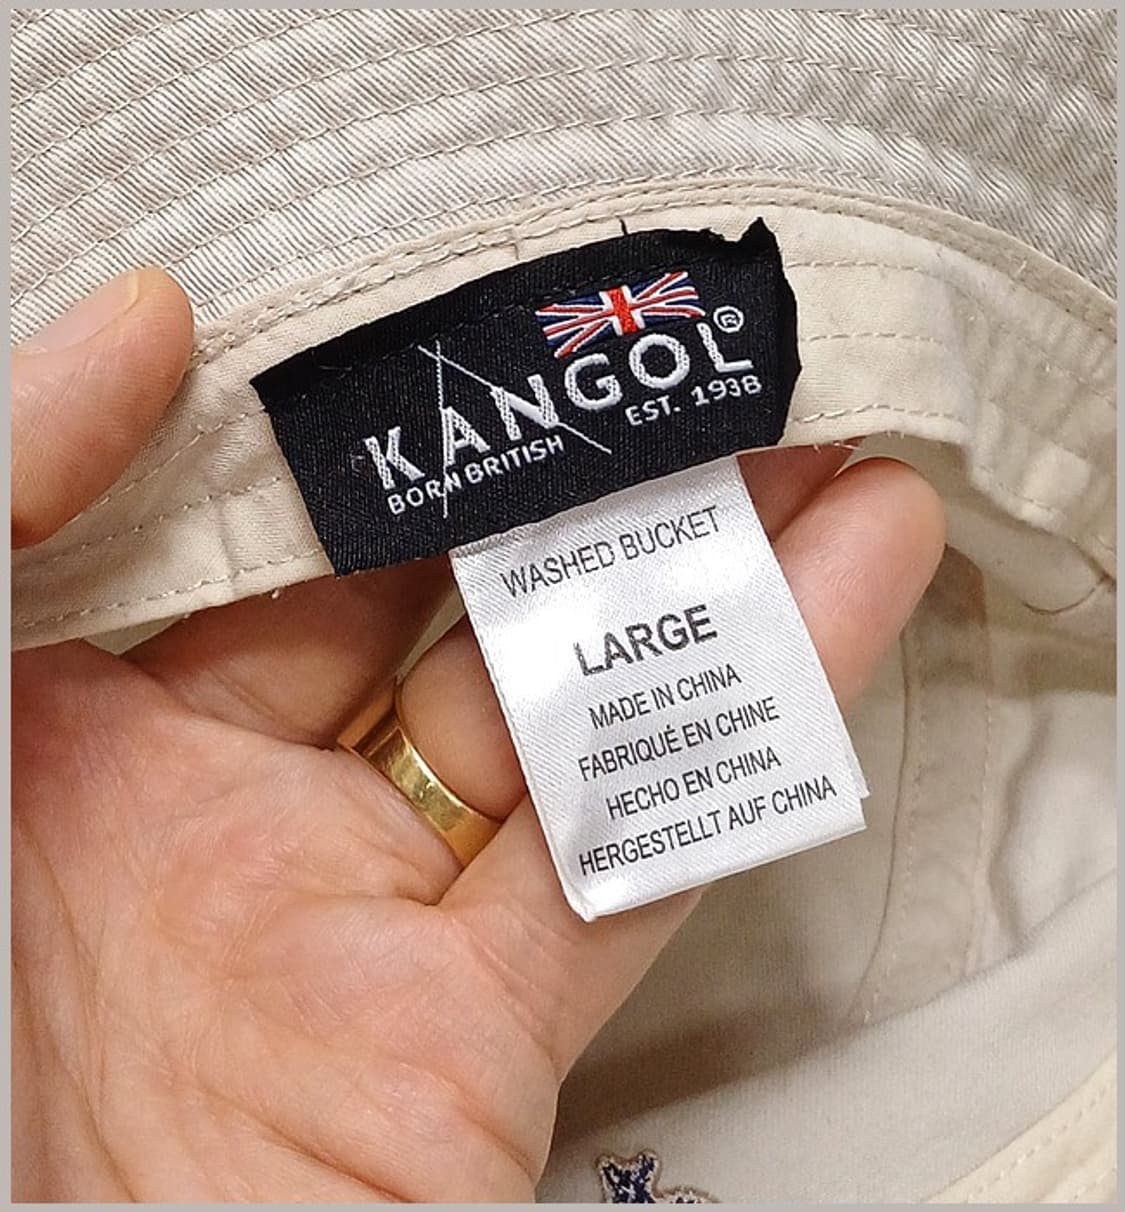 KANGOL®
EST. 1938
BORN BRITISH
WASHED BUCKET
LARGE
MADE IN CHINA
FABRIQUÉ EN CHINE
HECHO EN CHINA
HERGESTELLT AUF CHINA